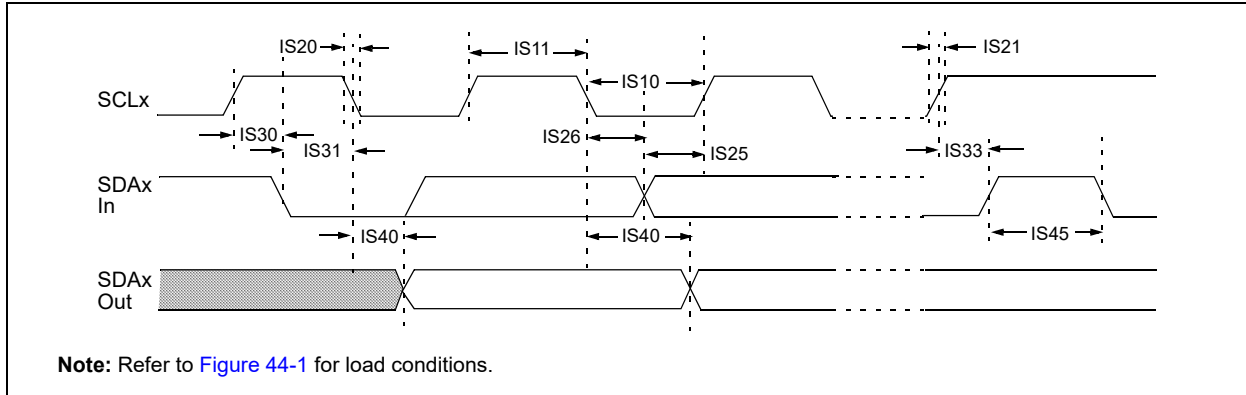 IS20
IS11
IS21
IS10
SCLx
IS30
IS26
IS31
IS25
IS33
SDAx
In
IS40
IS40
IS45
SDAx
Out
Note: Refer to Figure 44-1 for load conditions.